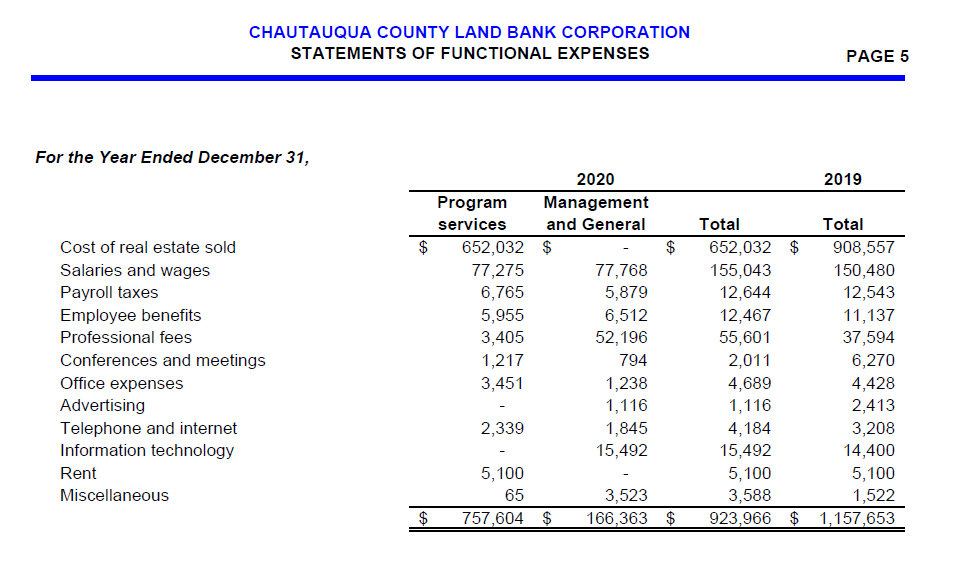 CHAUTAUQUA COUNTY LAND BANK CORPORATION
STATEMENTS OF FUNCTIONAL EXPENSES
PAGE 5
For the Year Ended December 31,
2020 2019
Program Management
services and General Total Total
Cost of real estate sold $ 652,032 $ - $ 652,032 $ 908,557
Salaries and wages 77,275 77,768 155,043 150,480
Payroll taxes 6,765 5,879 12,644 12,543
Employee benefits 5,955 6,512 12,467 11,137
Professional fees 3,405 52,196 55,601 37,594
Conferences and meetings 1,217 794 2,011 6,270
Office expenses 3,451 1,238 4,689 4,428
Advertising - 1,116 1,116 2,413
Telephone and internet 2,339 1,845 4,184 3,208
Information technology - 15,492 15,492 14,400
Rent 5,100 - 5,100 5,100
Miscellaneous 65 3,523 3,588 1,522
$ 757,604 $ 166,363 $ 923,966 $ 1,157,653